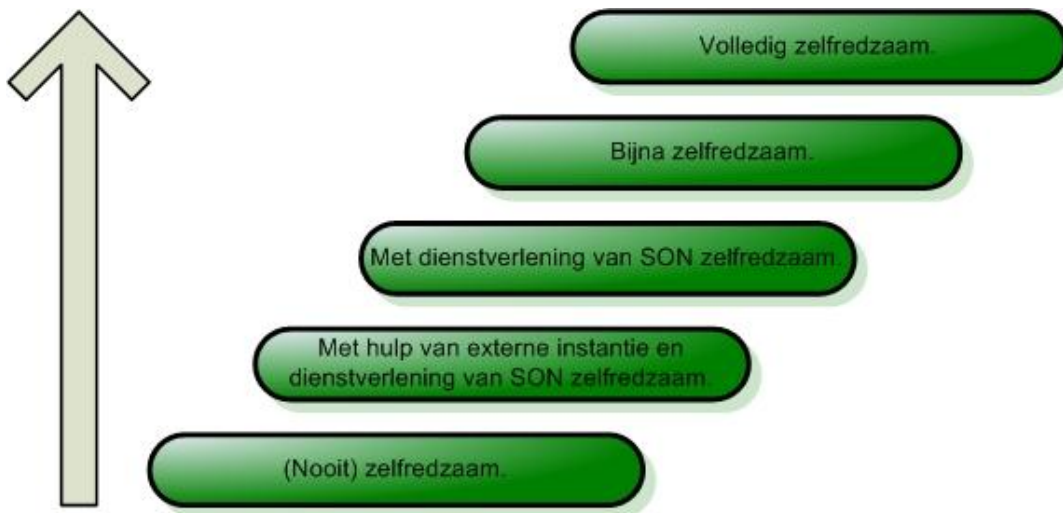 Volledig zelfredzaam.
Bijna zelfredzaam.
Met dienstverlening van SON zelfredzaam.
Met hulp van externe instantie en
dienstverlening van SON zelfredzaam.
(Nooit) zelfredzaam.